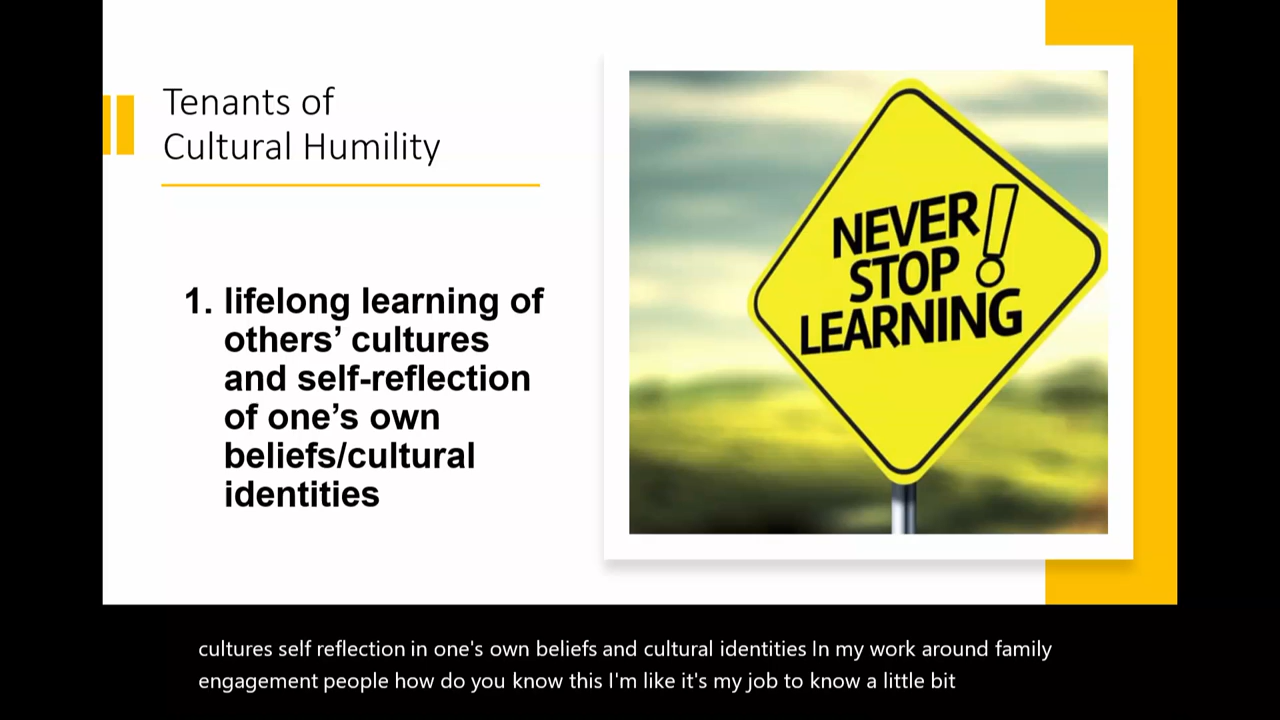 Tenants of
Cultural Humility
1. lifelong learning of
others’ cultures
and self-reflection
of one’s own
beliefs/cultural
identities
NEVER
STOP
LEARNING!
cultures self reflection in one's own beliefs and cultural identities In my work around family
engagement people how do you know this I'm like it's my job to know a little bit